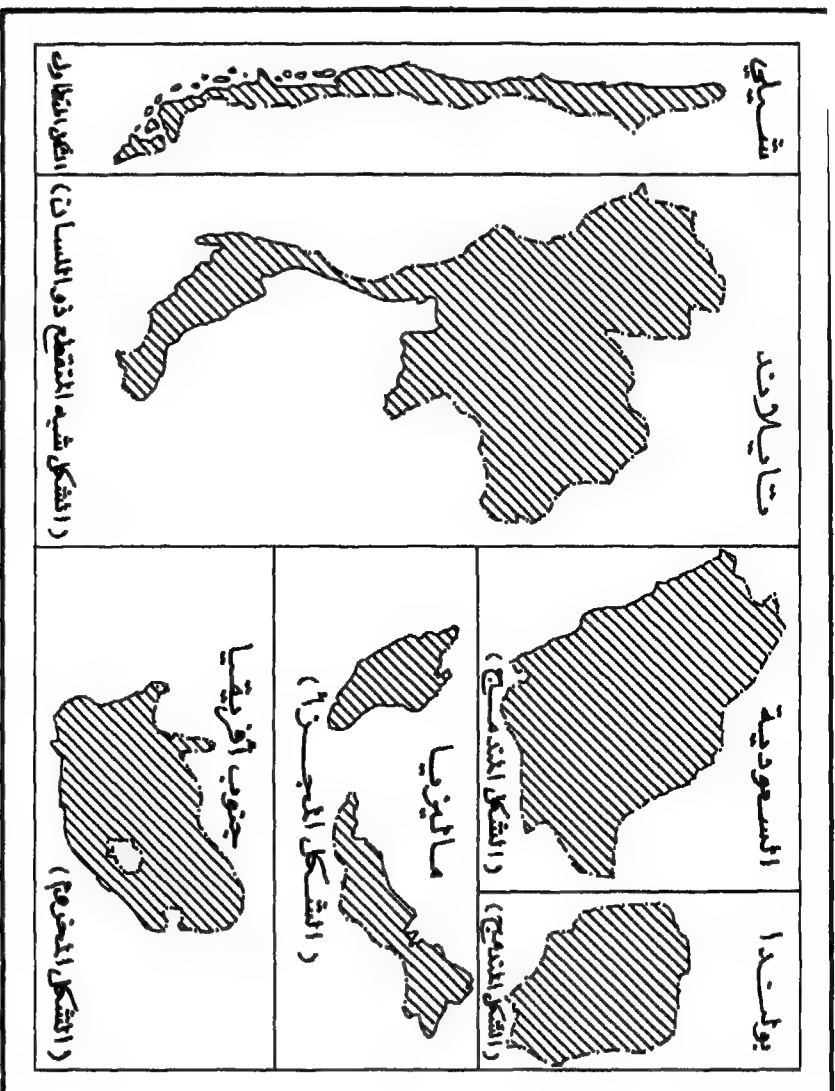 شيلي
الشكل المتطاول
تايلاند
(الشكل شبه المتقطع ذو اللسان)
السعودية
(الشكل المندمج)
بولندا
(الشكل المندمج)
ماليزيا
(الشكل المجزأ)
جنوب أفريقيا
(الشكل المخرم)